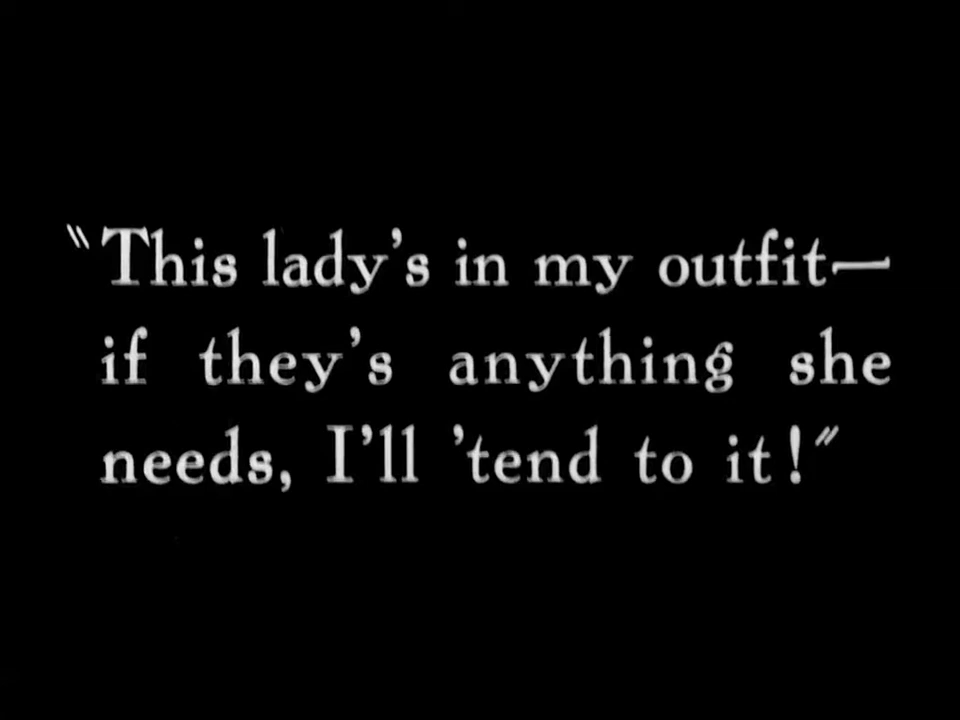 "This lady's in my outfit—
if they's anything she
needs, I'll 'tend to it!"